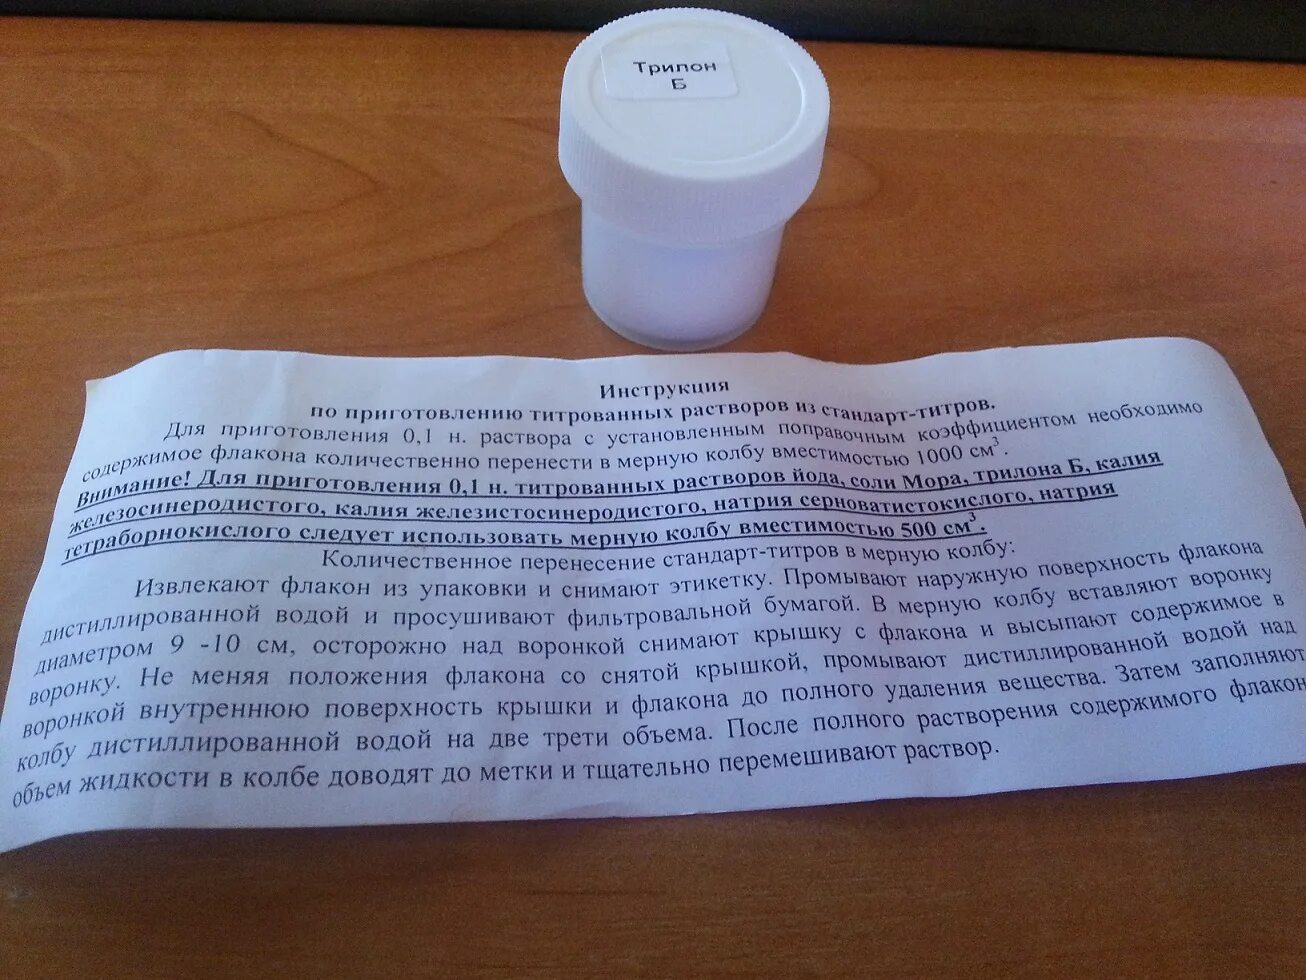 Трилон
Б
Инструкция
по приготовлению титрованных растворов из стандарт-титров.
Для приготовления 0,1 н. раствора с установленным поправочным коэффициентом необходимо
содержимое флакона количественно перенести в мерную колбу вместимостью 1000 см³.
Внимание! Для приготовления 0,1 н. титрованных растворов йода, соли Мора, трилона Б, калия
железосинеродистого, калия железистосинеродистого, натрия серноватистокислого, натрия
тетраборнокислого следует использовать мерную колбу вместимостью 500 см³.
Количественное перенесение стандарт-титров в мерную колбу:
Извлекают флакон из упаковки и снимают этикетку. Промывают наружную поверхность флакона
дистиллированной водой и просушивают фильтровальной бумагой. В мерную колбу вставляют воронку
диаметром 9 -10 см, осторожно над воронкой снимают крышку с флакона и высыпают содержимое в
воронку. Не меняя положения флакона со снятой крышкой, промывают дистиллированной водой над
воронкой внутреннюю поверхность крышки и флакона до полного удаления вещества. Затем заполняют
колбу дистиллированной водой на две трети объема. После полного растворения содержимого флакон
объем жидкости в колбе доводят до метки и тщательно перемешивают раствор.